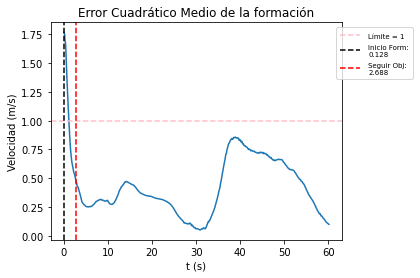 Error Cuadrático Medio de la formación
1.75
1.50
1.25
1.00
0.75
0.50
0.25
0.00
Velocidad (m/s)
0
10
20
30
40
50
60
t (s)
Límite = 1
Inicio Form:
0.128
Seguir Obj:
2.688